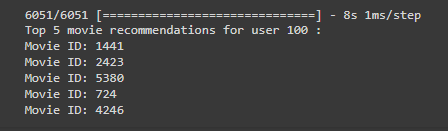 6051/6051 [==============================] - 8s 1ms/step
Top 5 movie recommendations for user 100 :
Movie ID: 1441
Movie ID: 2423
Movie ID: 5380
Movie ID: 724
Movie ID: 4246